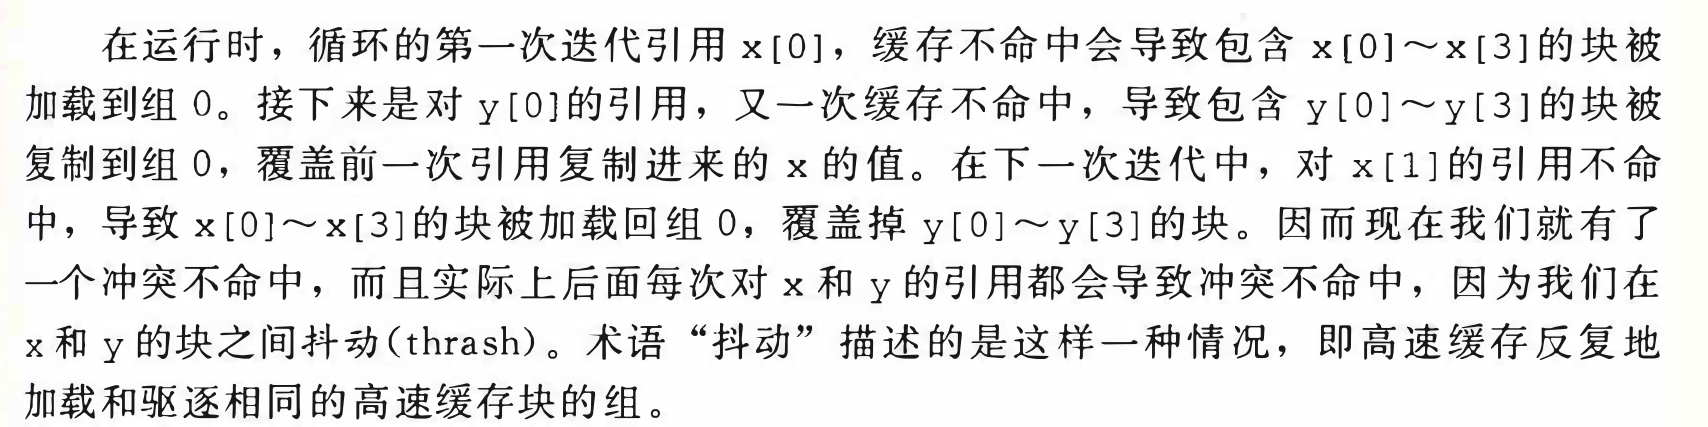 在运行时，循环的第一次迭代引用 x[0]，缓存不命中会导致包含 x[0]～x[3]的块被
加载到组 0。接下来是对 y[0]的引用，又一次缓存不命中，导致包含 y[0]～y[3]的块被
复制到组 0，覆盖前一次引用复制进来的 x 的值。在下一次迭代中，对 x[1]的引用不命
中，导致 x[0]～x[3]的块被加载回组 0，覆盖掉 y[0]～y[3]的块。因而现在我们就有了
一个冲突不命中，而且实际上后面每次对 x 和 y 的引用都会导致冲突不命中，因为我们在
x 和 y 的块之间抖动(thrash)。术语“抖动”描述的是这样一种情况，即高速缓存反复地
加载和驱逐相同的高速缓存块的组。